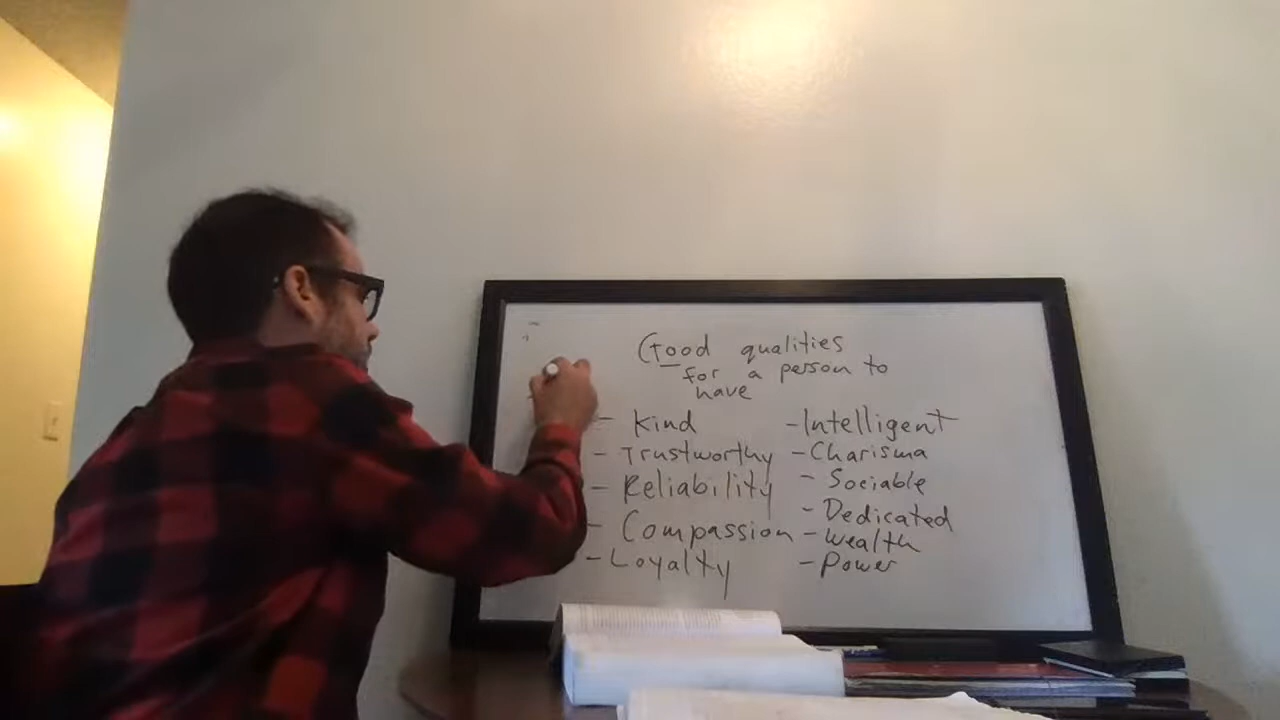 Good qualities
for a person to
have
- Kind
- Trustworthy
- Reliability
- Compassion
- Loyalty
- Intelligent
- Charisma
- Sociable
- Dedicated
- Wealth
- Power